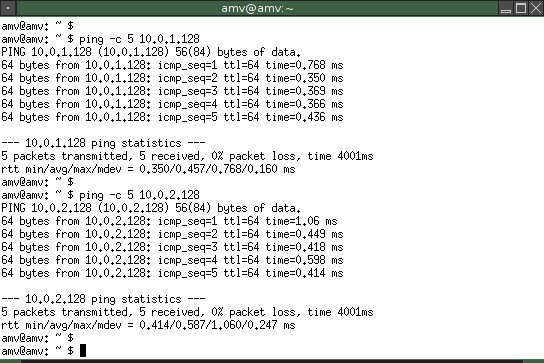 amv@amv:~
amv@amv: ~ $
amv@amv: ~ $ ping -c 5 10.0.1.128
PING 10.0.1.128 (10.0.1.128) 56(84) bytes of data.
64 bytes from 10.0.1.128: icmp_seq=1 ttl=64 time=0.768 ms
64 bytes from 10.0.1.128: icmp_seq=2 ttl=64 time=0.350 ms
64 bytes from 10.0.1.128: icmp_seq=3 ttl=64 time=0.369 ms
64 bytes from 10.0.1.128: icmp_seq=4 ttl=64 time=0.366 ms
64 bytes from 10.0.1.128: icmp_seq=5 ttl=64 time=0.436 ms
--- 10.0.1.128 ping statistics ---
5 packets transmitted, 5 received, 0% packet loss, time 4001ms
rtt min/avg/max/mdev = 0.350/0.457/0.768/0.160 ms
amv@amv: ~ $
amv@amv: ~ $ ping -c 5 10.0.2.128
PING 10.0.2.128 (10.0.2.128) 56(84) bytes of data.
64 bytes from 10.0.2.128: icmp_seq=1 ttl=64 time=1.06 ms
64 bytes from 10.0.2.128: icmp_seq=2 ttl=64 time=0.449 ms
64 bytes from 10.0.2.128: icmp_seq=3 ttl=64 time=0.418 ms
64 bytes from 10.0.2.128: icmp_seq=4 ttl=64 time=0.598 ms
64 bytes from 10.0.2.128: icmp_seq=5 ttl=64 time=0.414 ms
--- 10.0.2.128 ping statistics ---
5 packets transmitted, 5 received, 0% packet loss, time 4001ms
rtt min/avg/max/mdev = 0.414/0.587/1.060/0.247 ms
amv@amv: ~ $
amv@amv: ~ $